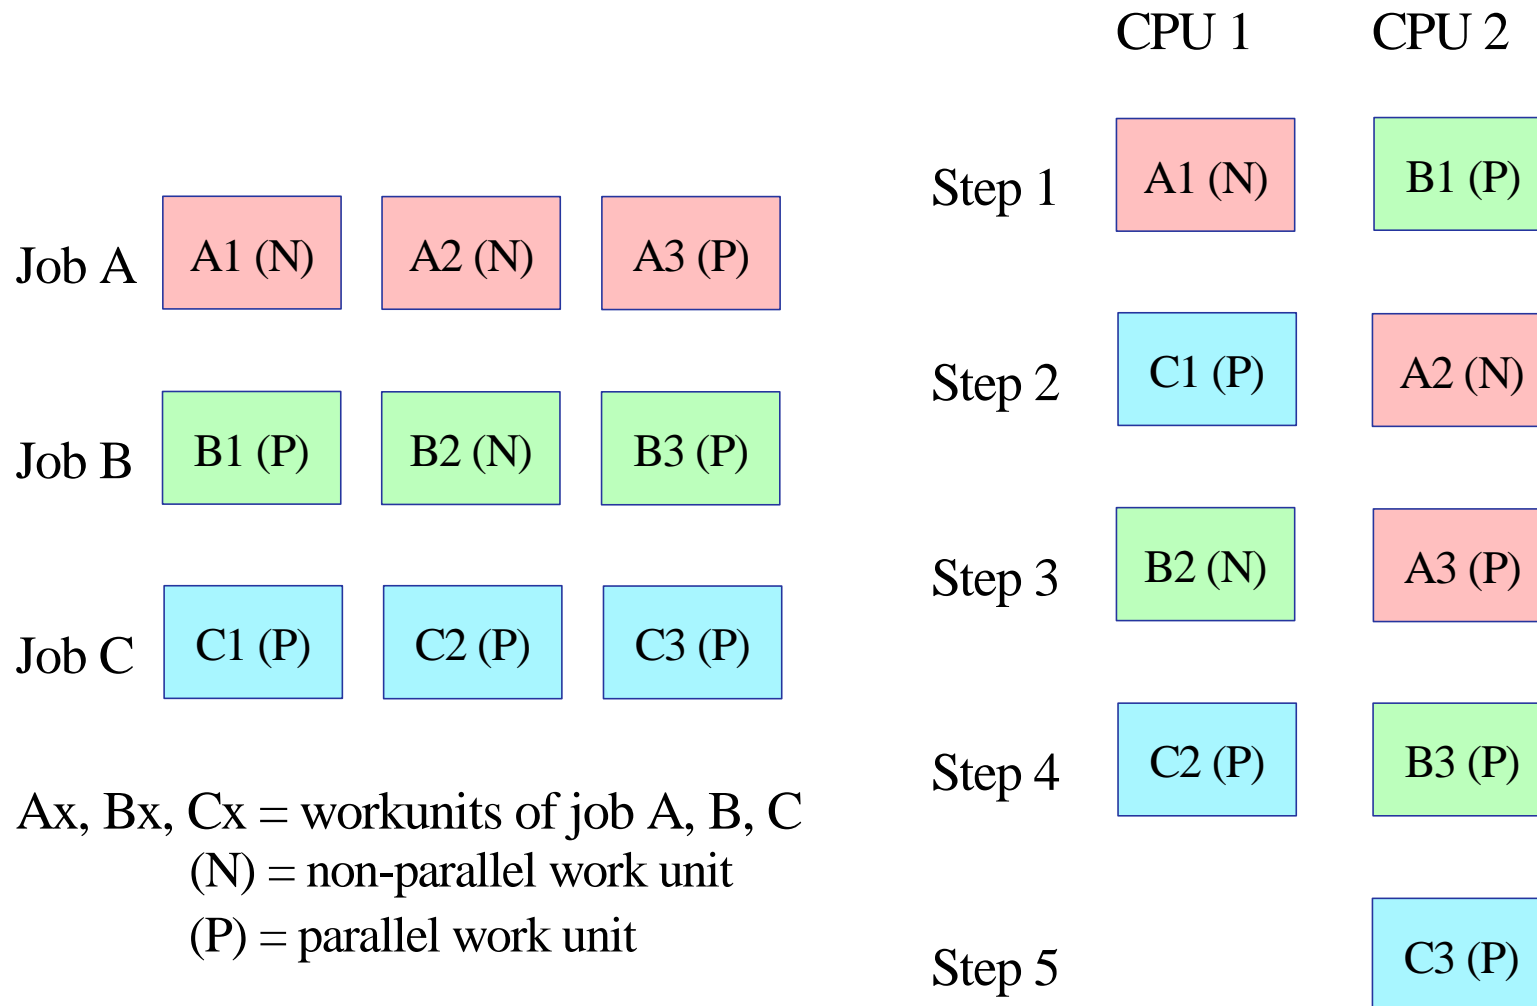 CPU 1 CPU 2
Step 1 A1 (N) B1 (P)
Job A A1 (N) A2 (N) A3 (P)
Step 2 C1 (P) A2 (N)
Job B B1 (P) B2 (N) B3 (P)
Step 3 B2 (N) A3 (P)
Job C C1 (P) C2 (P) C3 (P)
Step 4 C2 (P) B3 (P)
Ax, Bx, Cx = workunits of job A, B, C
(N) = non-parallel work unit
(P) = parallel work unit
Step 5 C3 (P)